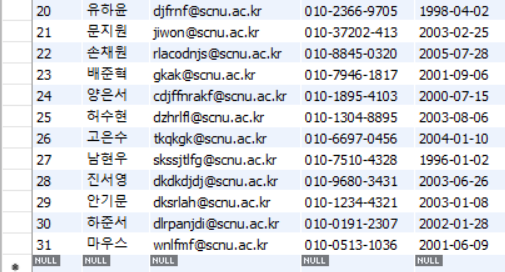 20 유하윤 djfrnf@scnu.ac.kr 010-2366-9705 1998-04-02
21 문지원 jiwon@scnu.ac.kr 010-37202-413 2003-02-25
22 손채원 rlacodnjs@scnu.ac.kr 010-8845-0320 2005-07-28
23 배준혁 gkak@scnu.ac.kr 010-7946-1817 2001-09-06
24 양은서 cdjffnrakf@scnu.ac.kr 010-1895-4103 2000-07-15
25 허수현 dzhrlfl@scnu.ac.kr 010-1304-8895 2003-08-06
26 고은수 tkqkgk@scnu.ac.kr 010-6697-0456 2004-01-10
27 남현우 skssjtlfg@scnu.ac.kr 010-7510-4328 1996-01-02
28 진서영 dkdkdjdj@scnu.ac.kr 010-9680-3431 2003-06-26
29 안기문 dksrlah@scnu.ac.kr 010-1234-4321 2003-01-08
30 하준서 dlrpanjdi@scnu.ac.kr 010-0191-2307 2002-01-28
31 마우스 wnlfmf@scnu.ac.kr 010-0513-1036 2001-06-09
NULL NULL NULL NULL NULL